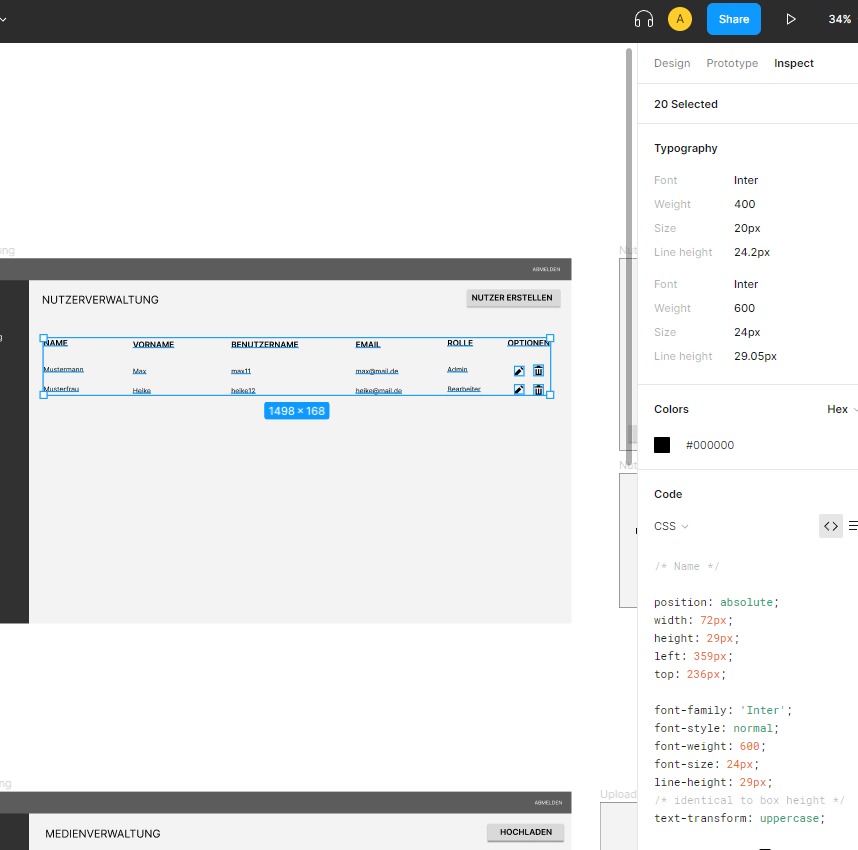 A
Share
34%
Design Prototype Inspect
20 Selected
Typography
Font Inter
Weight 400
Size 20px
Line height 24.2px
Font Inter
Weight 600
Size 24px
Line height 29.05px
Colors Hex
#000000
Code
CSS
/* Name */
position: absolute;
width: 72px;
height: 29px;
left: 359px;
top: 236px;
font-family: 'Inter';
font-style: normal;
font-weight: 600;
font-size: 24px;
line-height: 29px;
/* identical to box height */
text-transform: uppercase;
ung
ABMELDEN
NUTZERVERWALTUNG NUTZER ERSTELLEN
g
NAME VORNAME BENUTZERNAME EMAIL ROLLE OPTIONEN
Mustermann Max max11 max@mail.de Admin
Musterfrau Heike heike12 heike@mail.de Bearbeiter
1498 × 168
Nut
Nut
ng
ABMELDEN
MEDIENVERWALTUNG HOCHLADEN
Upload